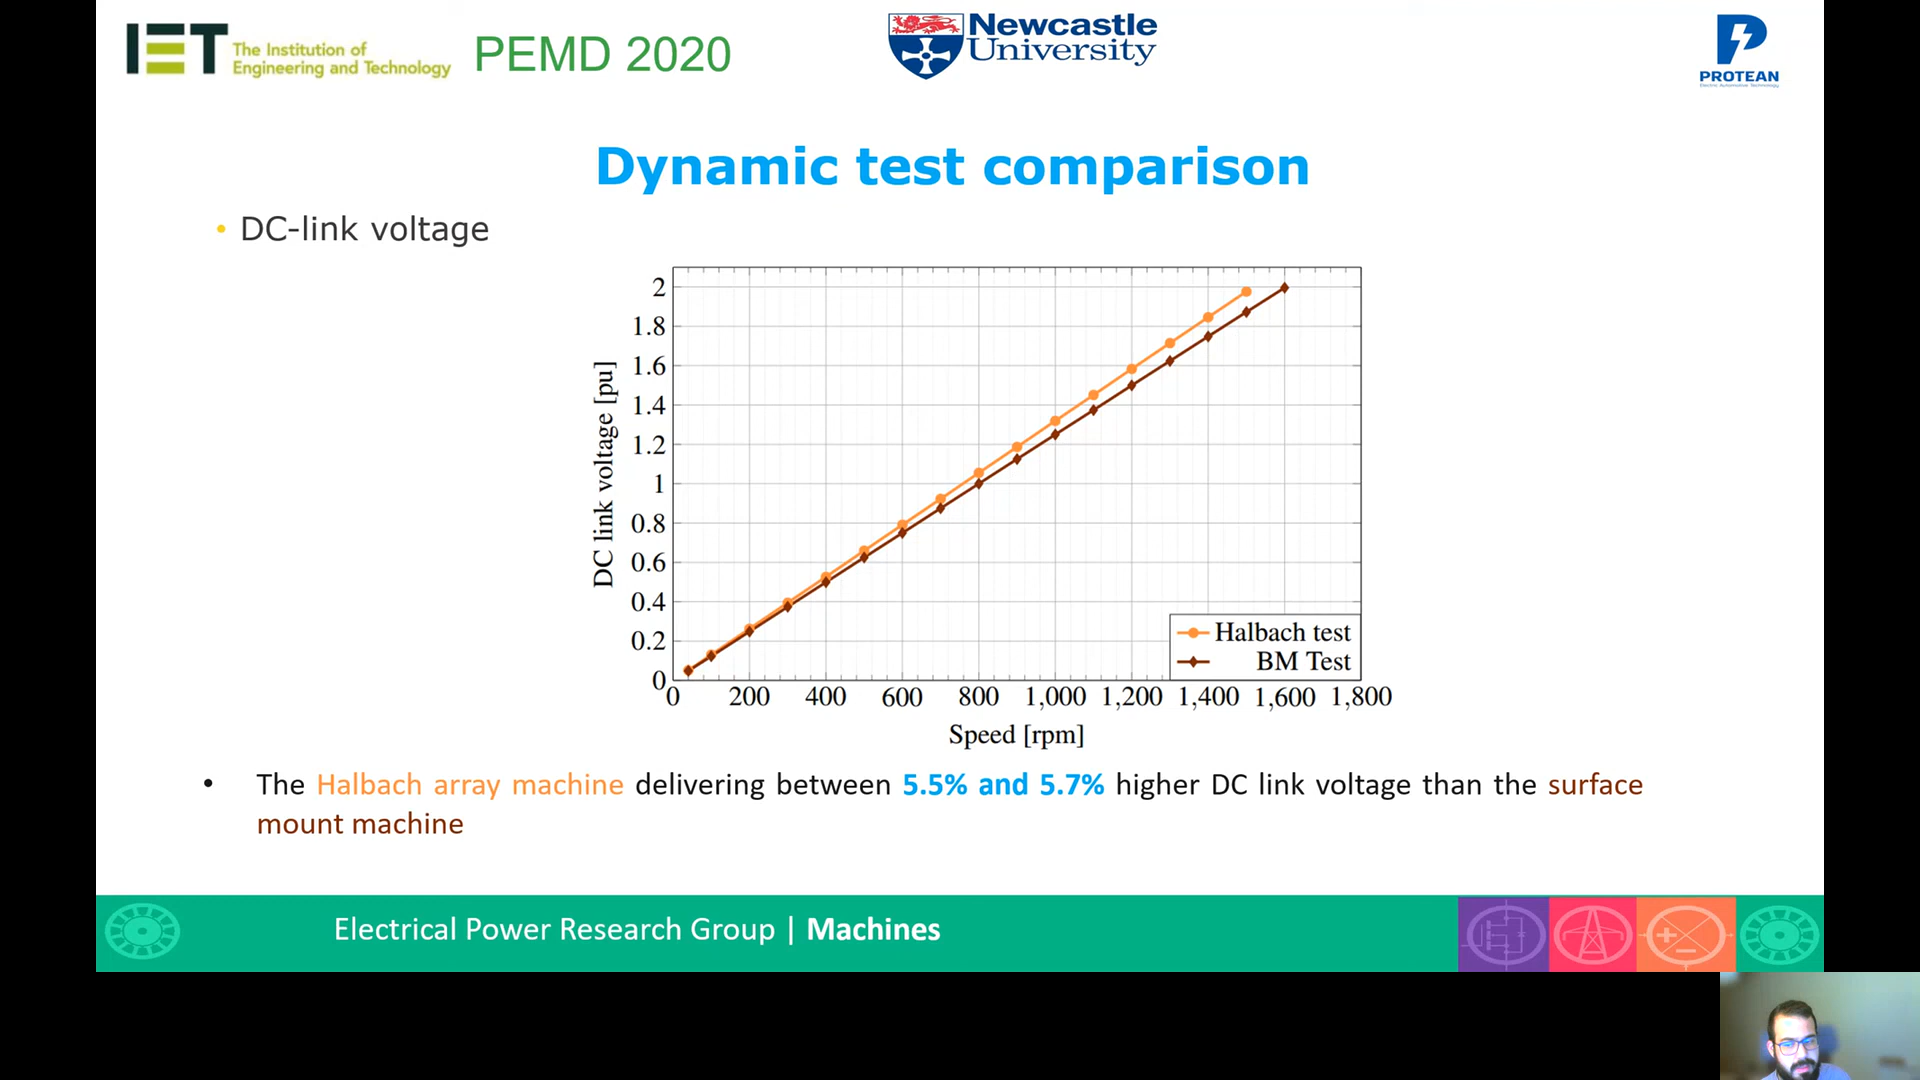 IET The Institution of
Engineering and Technology
PEMD 2020
Newcastle
University
PROTEAN
Dynamic test comparison
• DC-link voltage
DC link voltage [pu]
2
1.8
1.6
1.4
1.2
1
0.8
0.6
0.4
0.2
0
0 200 400 600 800 1,000 1,200 1,400 1,600 1,800
Speed [rpm]
Halbach test
BM Test
• The Halbach array machine delivering between 5.5% and 5.7% higher DC link voltage than the surface
mount machine
Electrical Power Research Group | Machines